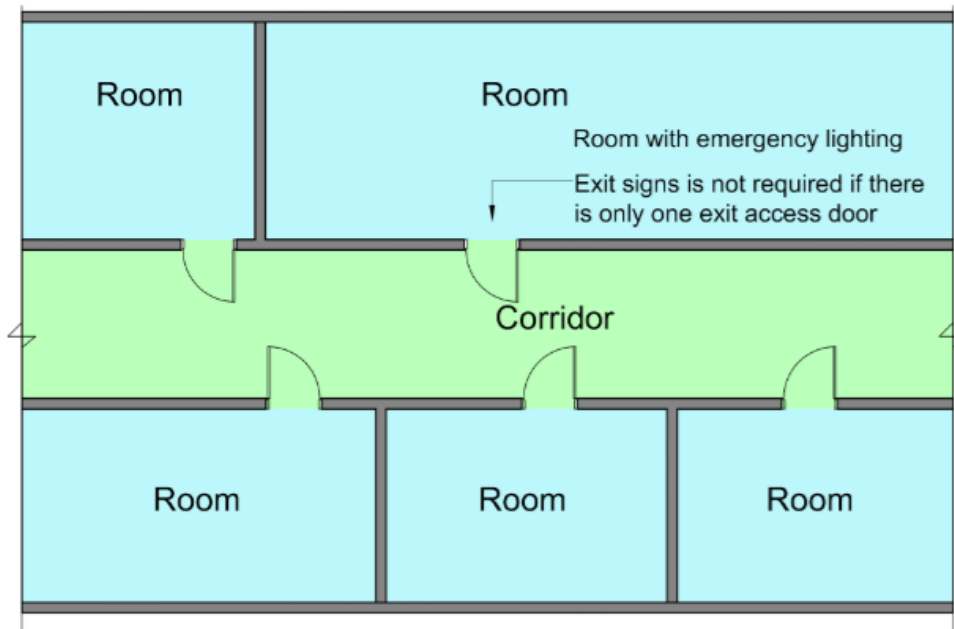 Room
Room
Room with emergency lighting
Exit signs is not required if there
is only one exit access door
Corridor
Room
Room
Room